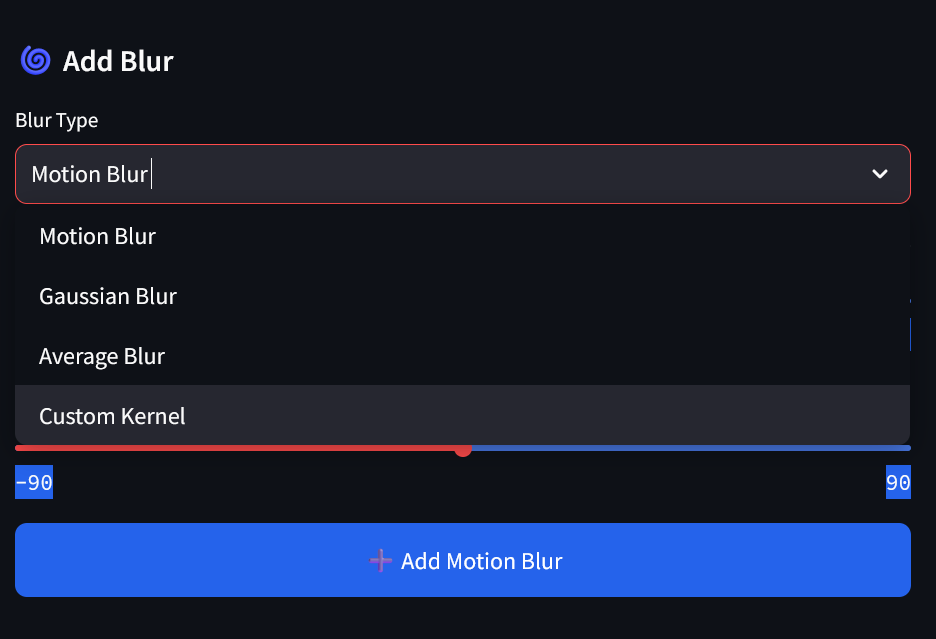 Add Blur
Blur Type
Motion Blur
Motion Blur
Gaussian Blur
Average Blur
Custom Kernel
-90
90
Add Motion Blur